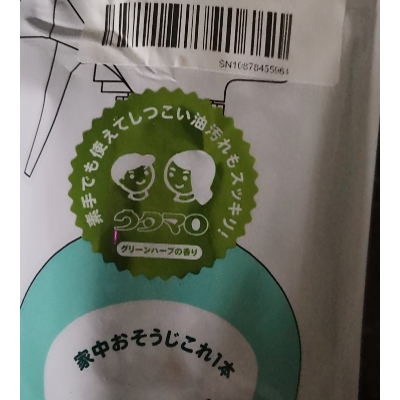 SN10878455964
素手でも使えてしつこい油汚れもスッキリ!
ウタマロ
グリーンハーブの香り
家中おそうじこれ1本